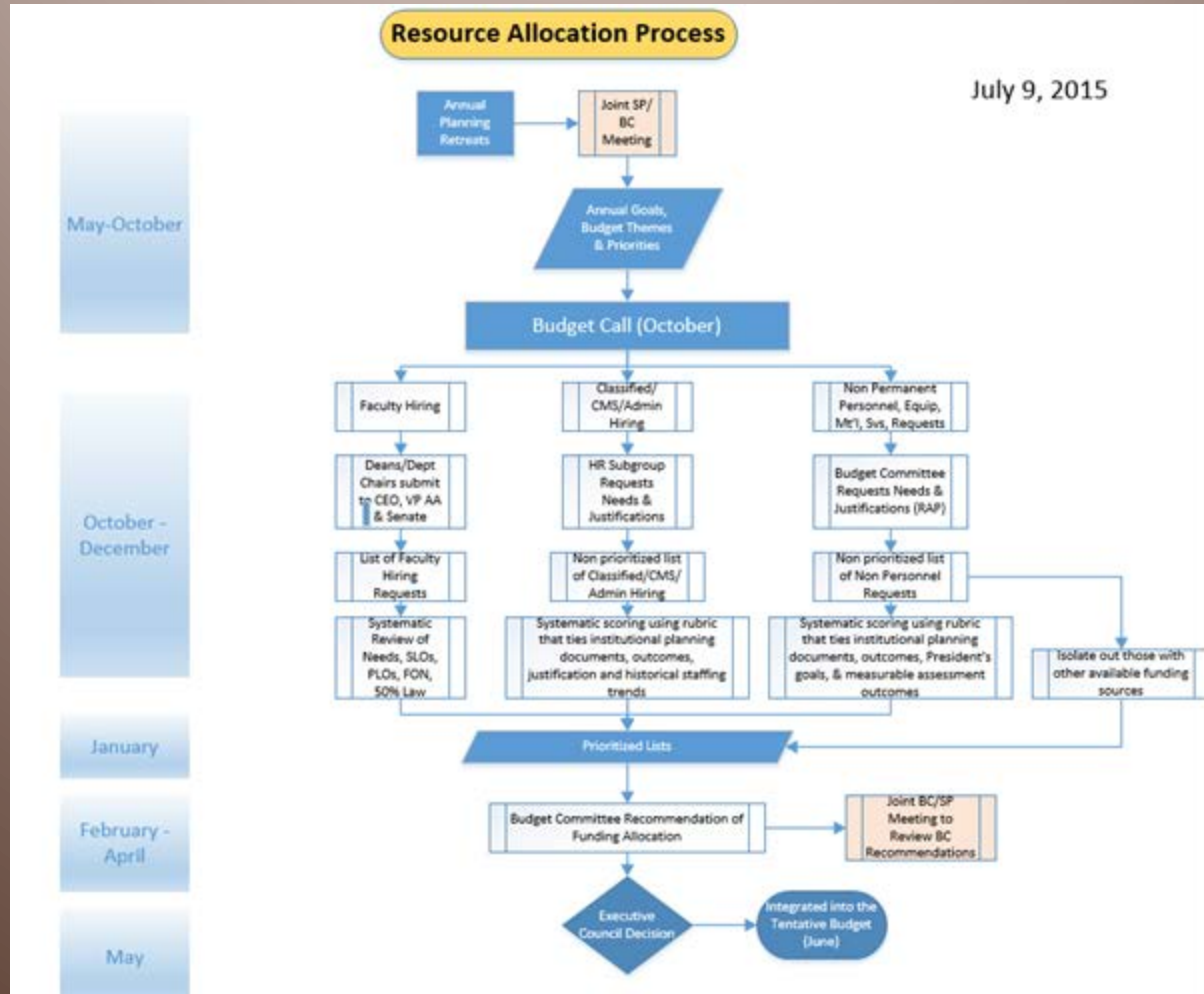 Resource Allocation Process
July 9, 2015
Annual
Planning
Retreats
Joint SP/
BC
Meeting
May-October
Annual Goals,
Budget Themes
& Priorities
Budget Call (October)
October -
December
Faculty Hiring
Classified/
CMS/Admin
Hiring
Non Permanent
Personnel, Equip,
Mt'l, Svs, Requests
Deans/Dept
Chairs submit
to CEO, VP AA
& Senate
HR Subgroup
Requests
Needs &
Justifications
Budget Committee
Requests Needs &
Justifications (RAP)
List of Faculty
Hiring
Requests
Non prioritized list
of Classified/CMS/
Admin Hiring
Non prioritized list
of Non Personnel
Requests
Systematic
Review of
Needs, SLOs,
PLOs, FON,
50% Law
Systematic scoring using rubric
that ties institutional planning
documents, outcomes,
justification and historical staffing
trends
Systematic scoring using rubric
that ties institutional planning
documents, outcomes, President's
goals, & measurable assessment
outcomes
Isolate out those with
other available funding
sources
January
Prioritized Lists
February -
April
Budget Committee Recommendation of
Funding Allocation
Joint BC/SP
Meeting to
Review BC
Recommendations
May
Executive
Council Decision
Integrated into the
Tentative Budget
(June)